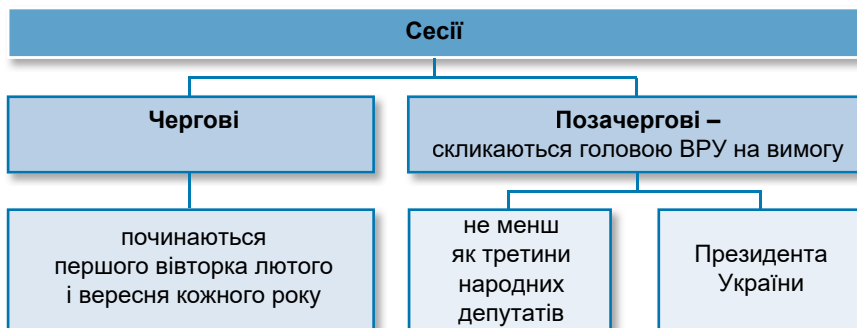 Сесії
Чергові
Позачергові –
скликаються головою ВРУ на вимогу
починаються
першого вівторка лютого
і вересня кожного року
не менш
як третини
народних
депутатів
Президента
України